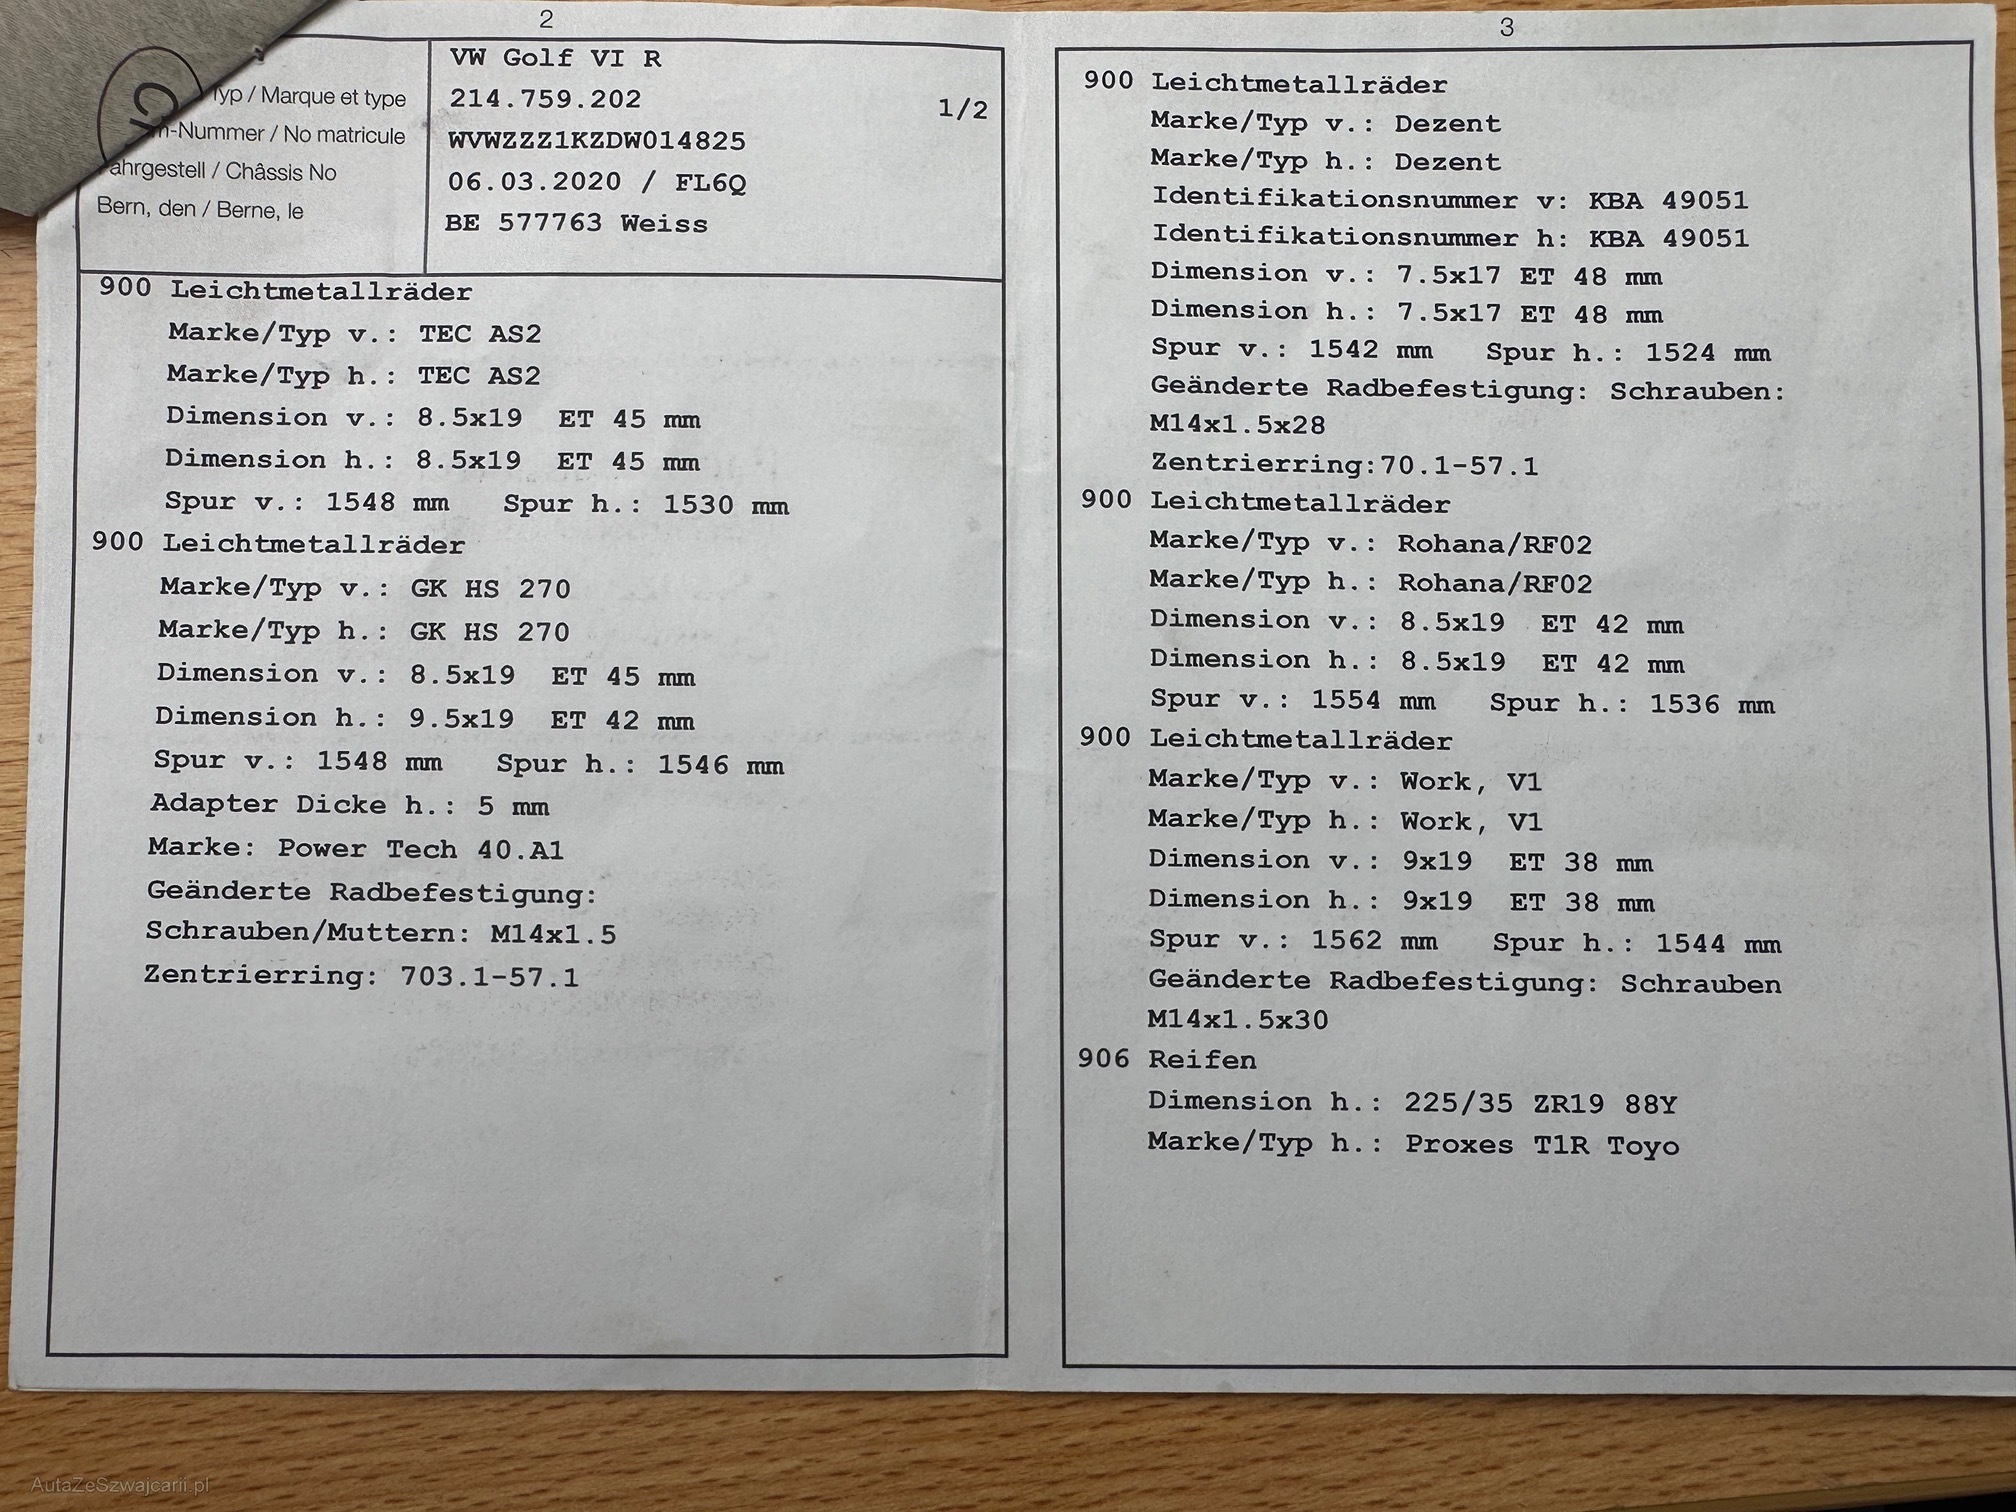 2
Typ / Marque et type
-Nummer / No matricule
ahrgestell / Châssis No
Bern, den / Berne, le
VW Golf VI R
214.759.202
1/2
WVWZZZ1KZDW014825
06.03.2020 / FL6Q
BE 577763 Weiss
900 Leichtmetallräder
Marke/Typ v.: TEC AS2
Marke/Typ h.: TEC AS2
Dimension v.: 8.5x19 ET 45 mm
Dimension h.: 8.5x19 ET 45 mm
Spur v.: 1548 mm Spur h.: 1530 mm
900 Leichtmetallräder
Marke/Typ v.: GK HS 270
Marke/Typ h.: GK HS 270
Dimension v.: 8.5x19 ET 45 mm
Dimension h.: 9.5x19 ET 42 mm
Spur v.: 1548 mm Spur h.: 1546 mm
Adapter Dicke h.: 5 mm
Marke: Power Tech 40.A1
Geänderte Radbefestigung:
Schrauben/Muttern: M14x1.5
Zentrierring: 703.1-57.1
3
900 Leichtmetallräder
Marke/Typ v.: Dezent
Marke/Typ h.: Dezent
Identifikationsnummer v: KBA 49051
Identifikationsnummer h: KBA 49051
Dimension v.: 7.5x17 ET 48 mm
Dimension h.: 7.5x17 ET 48 mm
Spur v.: 1542 mm Spur h.: 1524 mm
Geänderte Radbefestigung: Schrauben:
M14x1.5x28
Zentrierring:70.1-57.1
900 Leichtmetallräder
Marke/Typ v.: Rohana/RF02
Marke/Typ h.: Rohana/RF02
Dimension v.: 8.5x19 ET 42 mm
Dimension h.: 8.5x19 ET 42 mm
Spur v.: 1554 mm Spur h.: 1536 mm
900 Leichtmetallräder
Marke/Typ v.: Work, V1
Marke/Typ h.: Work, V1
Dimension v.: 9x19 ET 38 mm
Dimension h.: 9x19 ET 38 mm
Spur v.: 1562 mm Spur h.: 1544 mm
Geänderte Radbefestigung: Schrauben
M14x1.5x30
906 Reifen
Dimension h.: 225/35 ZR19 88Y
Marke/Typ h.: Proxes T1R Toyo
AutaZeSzwajcarii.pl